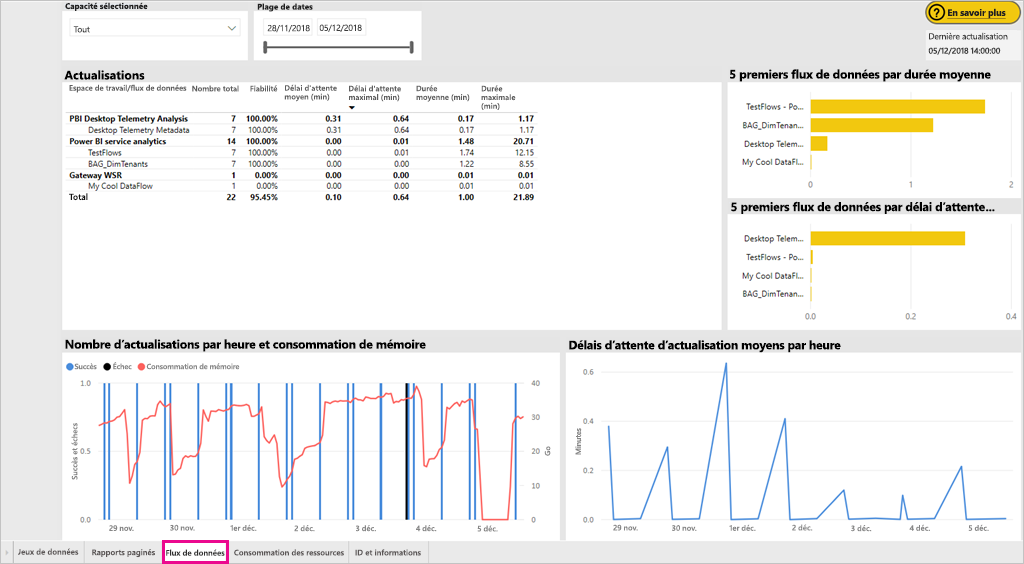 Capacité sélectionnée
Tout
Plage de dates
28/11/2018 05/12/2018
? En savoir plus
Dernière actualisation
05/12/2018 14:00:00
Actualisations
Espace de travail/flux de données Nombre total Fiabilité Délai d'attente moyen (min) Délai d'attente maximal (min) Durée moyenne (min) Durée maximale (min)
PBI Desktop Telemetry Analysis 7 100.00% 0.31 0.64 0.17 1.17
Desktop Telemetry Metadata 7 100.00% 0.31 0.64 0.17 1.17
Power BI service analytics 14 100.00% 0.00 0.01 1.48 20.71
TestFlows 7 100.00% 0.00 0.01 1.74 12.15
BAG_DimTenants 7 100.00% 0.00 0.00 1.22 8.55
Gateway WSR 1 0.00% 0.00 0.00 0.01 0.01
My Cool DataFlow 1 0.00% 0.00 0.00 0.01 0.01
Total 22 95.45% 0.10 0.64 1.00 21.89
5 premiers flux de données par durée moyenne
TestFlows - Po...
BAG_DimTenan...
Desktop Telem...
My Cool DataFl...
0 1 2
5 premiers flux de données par délai d'attente...
Desktop Telem...
TestFlows - Po...
My Cool DataFl...
BAG_DimTenan...
0.0 0.2 0.4
Nombre d'actualisations par heure et consommation de mémoire
Succès Échec Consommation de mémoire
Succès et échecs
1.0
0.5
0.0
40
30
20
10
0
Go
29 nov. 30 nov. 1er déc. 2 déc. 3 déc. 4 déc. 5 déc.
Délais d'attente d'actualisation moyens par heure
Minutes
0.6
0.4
0.2
0.0
29 nov. 30 nov. 1er déc. 2 déc. 3 déc. 4 déc. 5 déc.
Jeux de données Rapports paginés Flux de données Consommation des ressources ID et informations